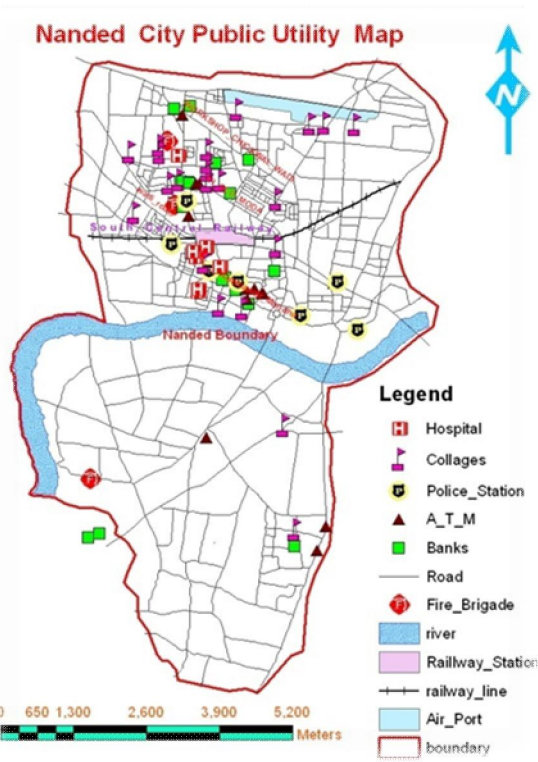 Nanded City Public Utility Map
N
South Central Railway
Nanded Boundary
Legend
Hospital
Collages
Police_Station
A_T_M
Banks
Road
Fire_Brigade
river
Raillway_Station
railway_line
Air_Port
boundary
0 650 1,300 2,600 3,900 5,200
Meters